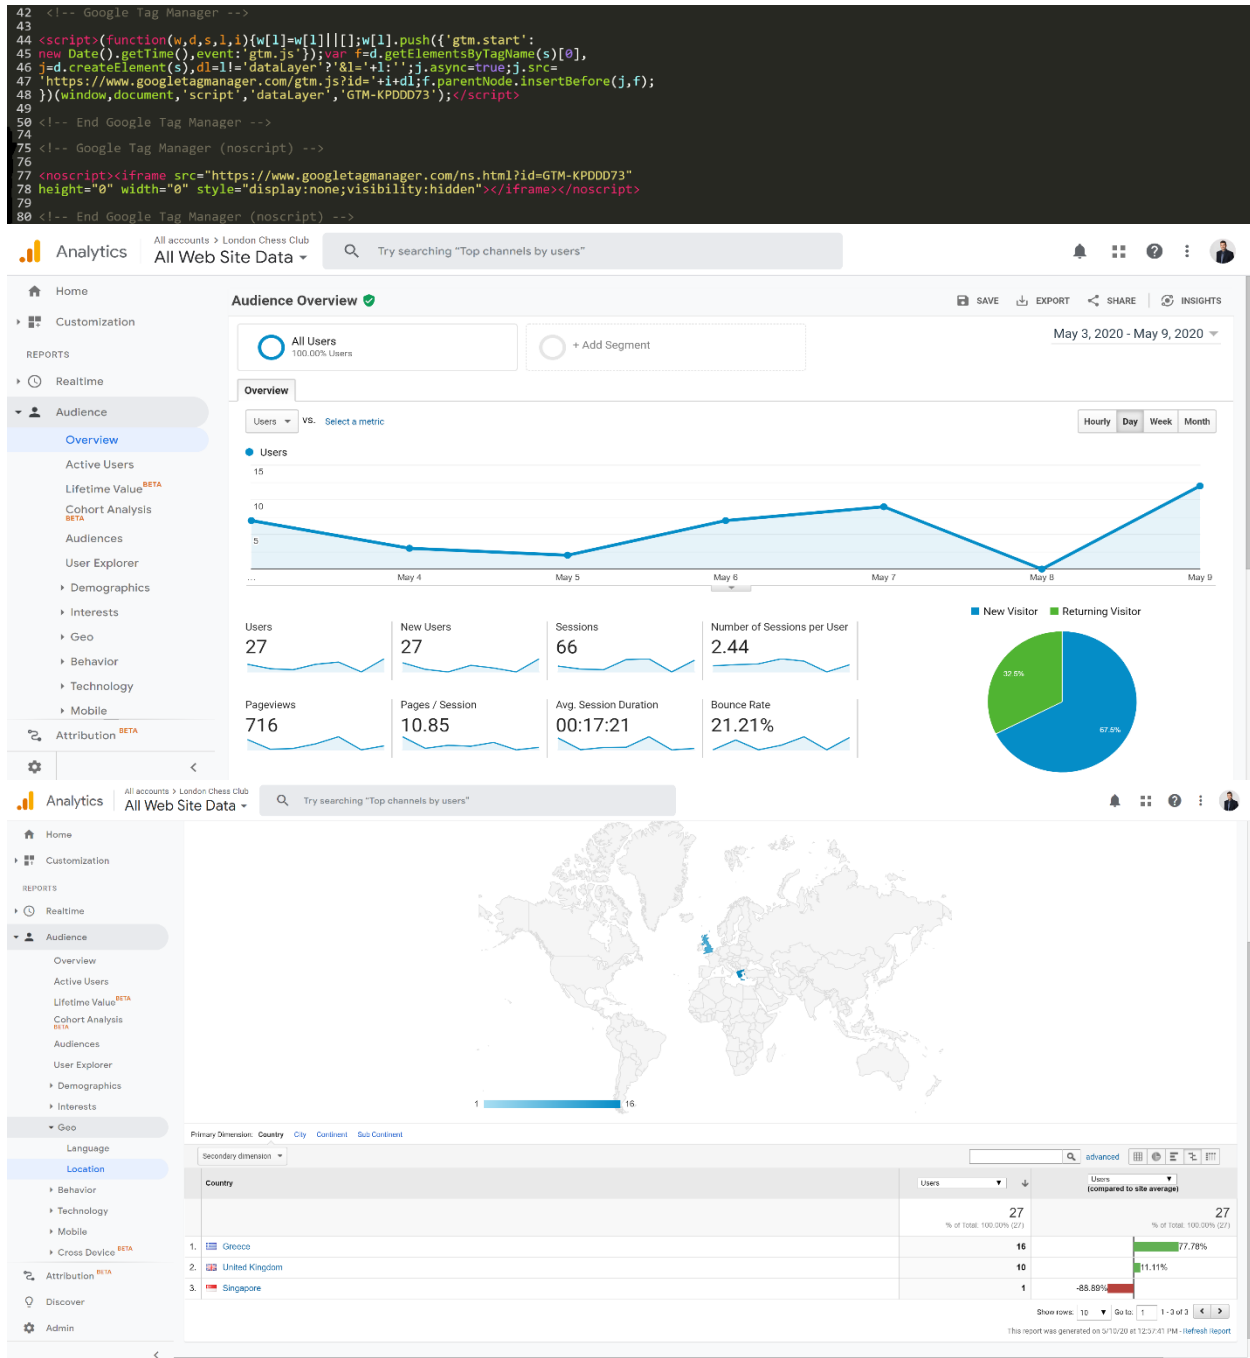 42 <!-- Google Tag Manager -->
43
44 <script>(function(w,d,s,l,i){w[l]=w[l]||[];w[l].push({'gtm.start':
45 new Date().getTime(),event:'gtm.js'});var f=d.getElementsByTagName(s)[0],
46 j=d.createElement(s),dl=l!='dataLayer'?'&l='+l:'';j.async=true;j.src=
47 'https://www.googletagmanager.com/gtm.js?id='+i+dl;f.parentNode.insertBefore(j,f);
48 })(window,document,'script','dataLayer','GTM-KPDDD73');</script>
49
50 <!-- End Google Tag Manager -->
74
75 <!-- Google Tag Manager (noscript) -->
76
77 <noscript><iframe src="https://www.googletagmanager.com/ns.html?id=GTM-KPDDD73"
78 height="0" width="0" style="display:none;visibility:hidden"></iframe></noscript>
79
80 <!-- End Google Tag Manager (noscript) -->
Analytics
All accounts > London Chess Club
All Web Site Data
Try searching "Top channels by users"
Home
Customization
REPORTS
Realtime
Audience
Overview
Active Users
Lifetime Value BETA
Cohort Analysis
BETA
Audiences
User Explorer
Demographics
Interests
Geo
Behavior
Technology
Mobile
Attribution BETA
Audience Overview
SAVE EXPORT SHARE INSIGHTS
All Users
100.00% Users
+ Add Segment
May 3, 2020 - May 9, 2020
Overview
Users VS. Select a metric
Hourly Day Week Month
Users
15
10
5
... May 4 May 5 May 6 May 7 May 8 May 9
New Visitor Returning Visitor
Users New Users Sessions Number of Sessions per User
27 27 66 2.44
Pageviews Pages / Session Avg. Session Duration Bounce Rate
716 10.85 00:17:21 21.21%
32.5%
67.5%
Analytics
All accounts > London Chess Club
All Web Site Data
Try searching "Top channels by users"
Home
Customization
REPORTS
Realtime
Audience
Overview
Active Users
Lifetime Value BETA
Cohort Analysis
BETA
Audiences
User Explorer
Demographics
Interests
Geo
Language
Location
Behavior
Technology
Mobile
Cross Device BETA
Attribution BETA
Discover
Admin
1 16
Primary Dimension: Country City Continent Sub Continent
Secondary dimension
advanced
Country
Users
Users
(compared to site average)
27 27
% of Total: 100.00% (27) % of Total: 100.00% (27)
1. Greece 16 77.78%
2. United Kingdom 10 11.11%
3. Singapore 1 -88.89%
Show rows: 10 Go to: 1 1 - 3 of 3
This report was generated on 5/10/20 at 12:57:41 PM - Refresh Report